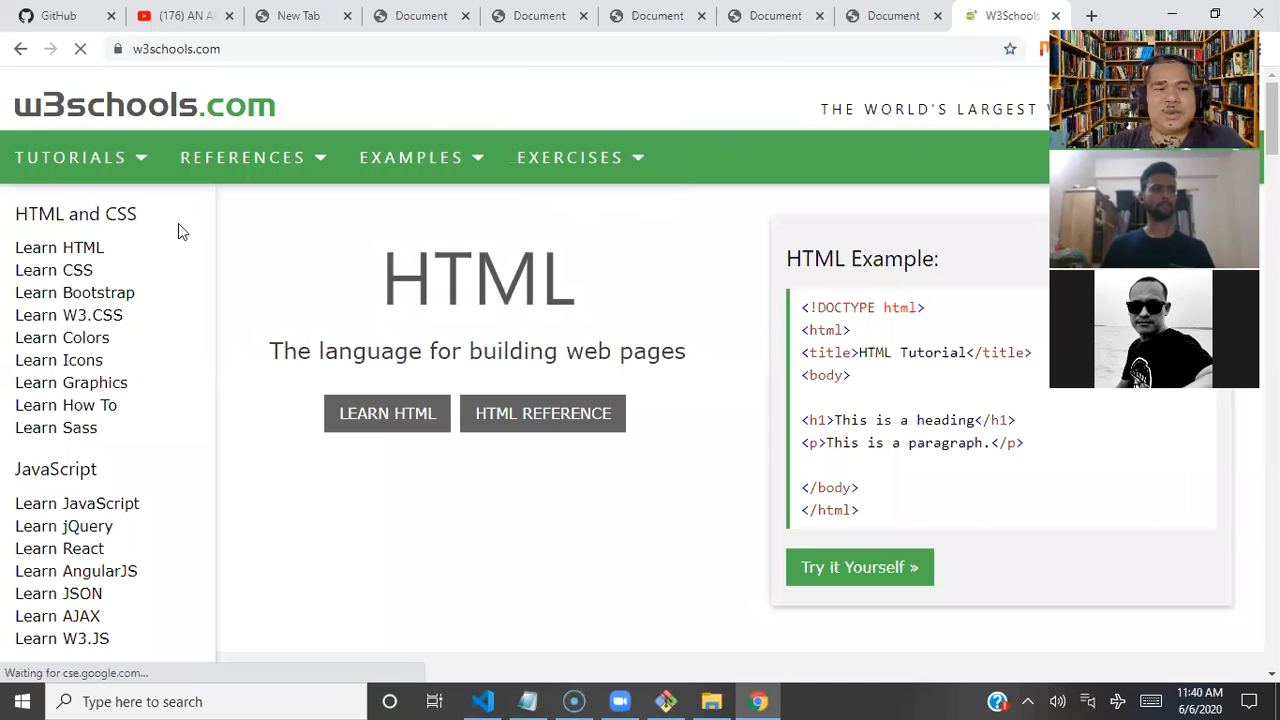 GitHub
(176) AN A
New Tab
Document
Document
Document
Document
Document
W3Schools
w3schools.com
w3schools.com
THE WORLD'S LARGEST
TUTORIALS
REFERENCES
EXAMPLES
EXERCISES
HTML and CSS
Learn HTML
Learn CSS
Learn Bootstrap
Learn W3.CSS
Learn Colors
Learn Icons
Learn Graphics
Learn How To
Learn Sass
JavaScript
Learn JavaScript
Learn jQuery
Learn React
Learn AngularJS
Learn JSON
Learn AJAX
Learn W3.JS
HTML
The language for building web pages
LEARN HTML
HTML REFERENCE
HTML Example:
<!DOCTYPE html>
<html>
<title>HTML Tutorial</title>
<body>
<h1>This is a heading</h1>
<p>This is a paragraph.</p>
</body>
</html>
Try it Yourself »
Waiting for cse.google.com...
Type here to search
11:40 AM
6/6/2020